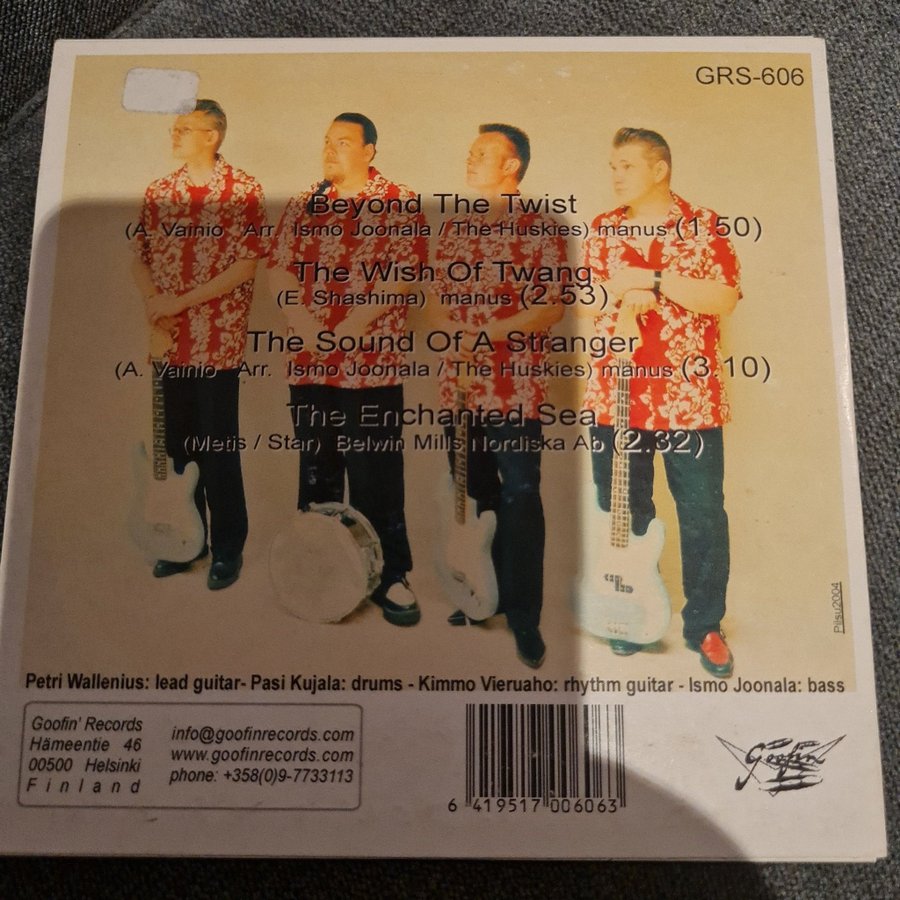 GRS-606
Beyond The Twist
(A. Vainio Arr. Ismo Joonala / The Huskies) manus (1.50)
The Wish Of Twang
(E. Shashima) manus (2.53)
The Sound Of A Stranger
(A. Vainio Arr. Ismo Joonala / The Huskies) manus (3.10)
The Enchanted Sea
(Metis / Star) Belwin Mills Nordiska Ab (2.32)
Pilsu2004
Petri Wallenius: lead guitar- Pasi Kujala: drums - Kimmo Vieruaho: rhythm guitar - Ismo Joonala: bass
Goofin' Records
Hämeentie 46
00500 Helsinki
Finland
info@goofinrecords.com
www.goofinrecords.com
phone: +358(0)9-7733113
6 419517 006063
Goofin